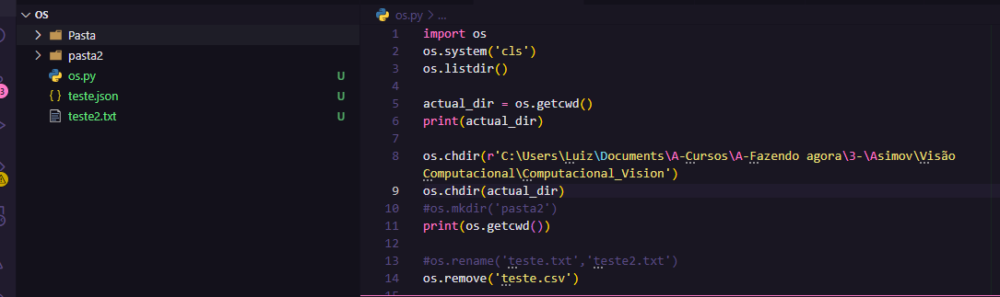 OS
Pasta
pasta2
os.py U
teste.json U
teste2.txt U
3
os.py > ...
1 import os
2 os.system('cls')
3 os.listdir()
4
5 actual_dir = os.getcwd()
6 print(actual_dir)
7
8 os.chdir(r'C:\Users\Luiz\Documents\A-Cursos\A-Fazendo agora\3-\Asimov\Visão
Computacional\Computacional_Vision')
9 os.chdir(actual_dir)
10 #os.mkdir('pasta2')
11 print(os.getcwd())
12
13 #os.rename('teste.txt','teste2.txt')
14 os.remove('teste.csv')